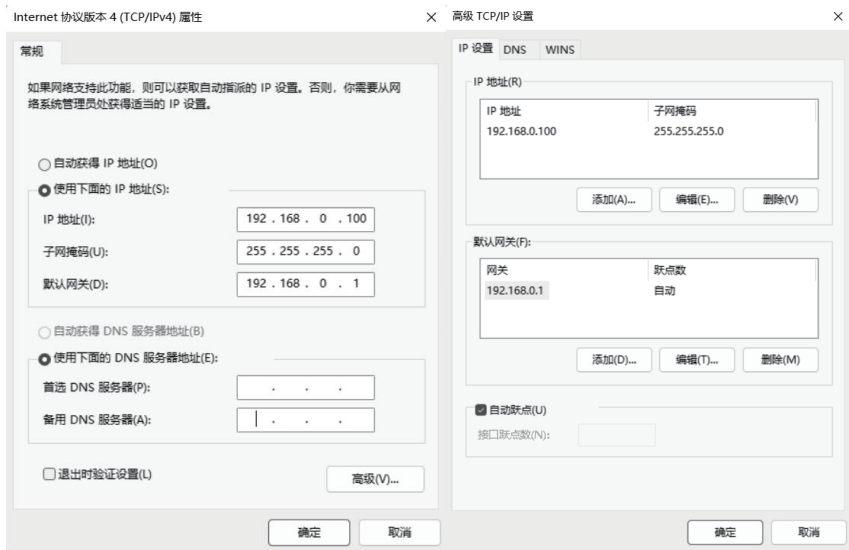 Internet 协议版本 4 (TCP/IPv4) 属性
常规
如果网络支持此功能，则可以获取自动指派的 IP 设置。否则，你需要从网
络系统管理员处获得适当的 IP 设置。
自动获得 IP 地址(O)
使用下面的 IP 地址(S):
IP 地址(I): 192 . 168 . 0 . 100
子网掩码(U): 255 . 255 . 255 . 0
默认网关(D): 192 . 168 . 0 . 1
自动获得 DNS 服务器地址(B)
使用下面的 DNS 服务器地址(E):
首选 DNS 服务器(P): . . .
备用 DNS 服务器(A): . . .
退出时验证设置(L)
高级(V)...
确定 取消
高级 TCP/IP 设置
IP 设置 DNS WINS
IP 地址(R)
IP 地址 子网掩码
192.168.0.100 255.255.255.0
添加(A)... 编辑(E)... 删除(V)
默认网关(F):
网关 跃点数
192.168.0.1 自动
添加(D)... 编辑(T)... 删除(M)
自动跃点(U)
接口跃点数(N):
确定 取消